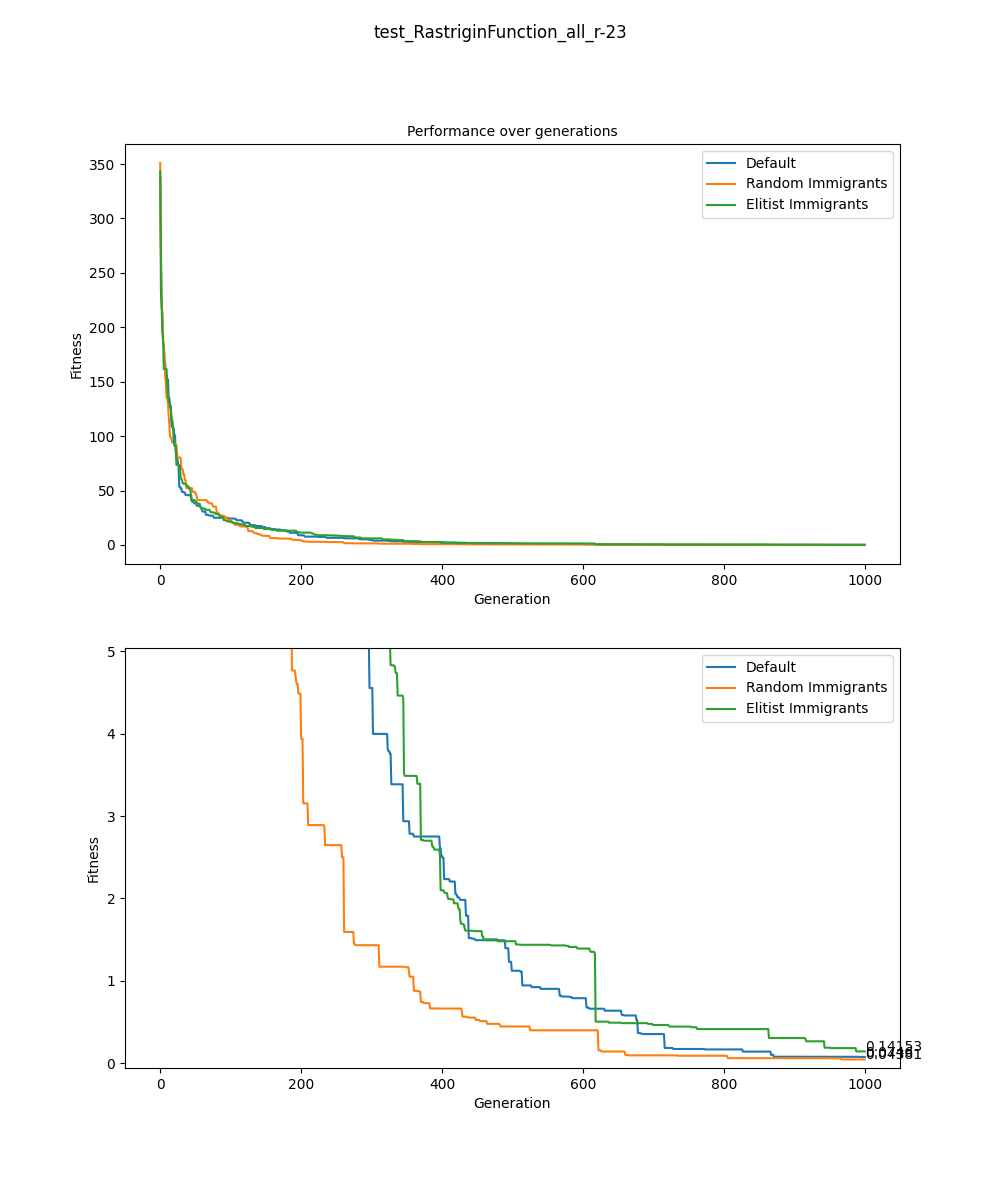 test_RastriginFunction_all_r-23
Performance over generations
Default
Random Immigrants
Elitist Immigrants
350
300
250
200
150
100
50
0
Fitness
0 200 400 600 800 1000
Generation
Default
Random Immigrants
Elitist Immigrants
5
4
3
2
1
0
Fitness
0.14153
0 200 400 600 800 1000
Generation